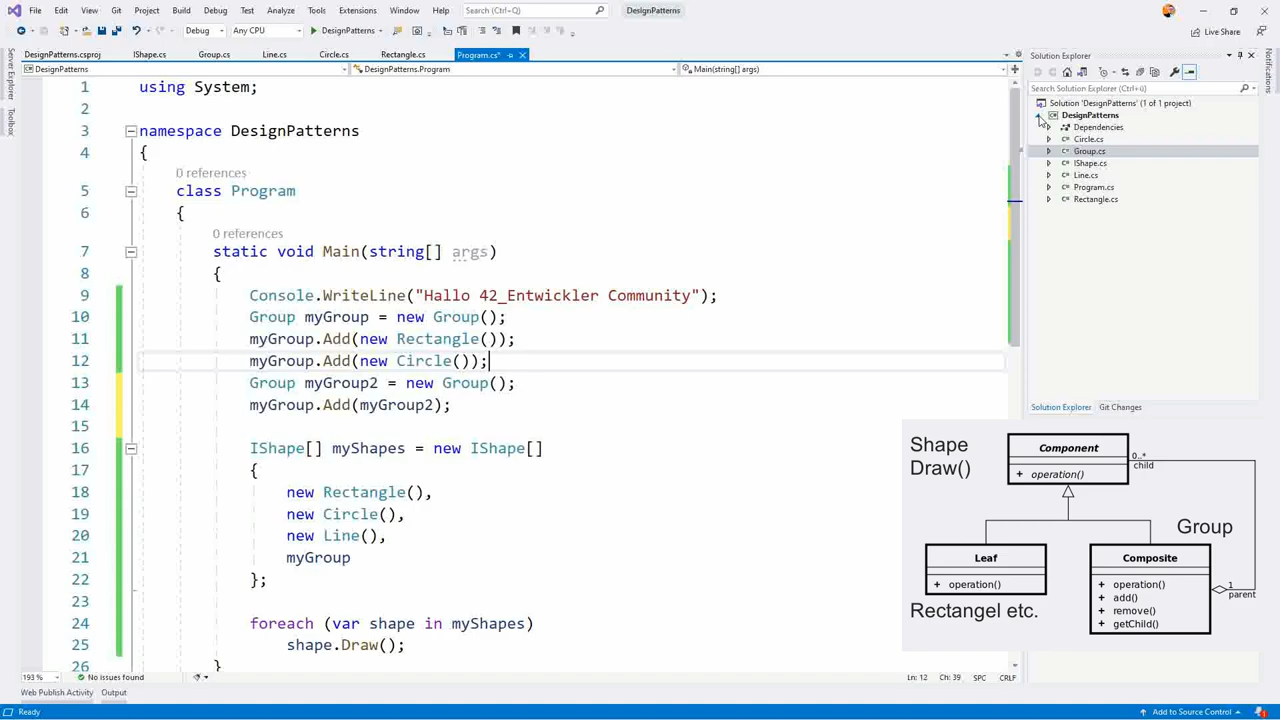 File Edit View Git Project Build Debug Test Analyze Tools Extensions Window Help Search (Ctrl+Q) DesignPatterns
Debug Any CPU DesignPatterns Live Share
DesignPatterns.csproj IShape.cs Group.cs Line.cs Circle.cs Rectangle.cs Program.cs*
DesignPatterns DesignPatterns.Program Main(string[] args)
Server Explorer
Toolbox
1 using System;
2
3 namespace DesignPatterns
4 {
0 references
5 class Program
6 {
0 references
7 static void Main(string[] args)
8 {
9 Console.WriteLine("Hallo 42_Entwickler Community");
10 Group myGroup = new Group();
11 myGroup.Add(new Rectangle());
12 myGroup.Add(new Circle());
13 Group myGroup2 = new Group();
14 myGroup.Add(myGroup2);
15
16 IShape[] myShapes = new IShape[]
17 {
18 new Rectangle(),
19 new Circle(),
20 new Line(),
21 myGroup
22 };
23
24 foreach (var shape in myShapes)
25 shape.Draw();
26 }
193 % No issues found Ln: 12 Ch: 39 SPC CRLF
Web Publish Activity Output
Ready Add to Source Control
Solution Explorer
Search Solution Explorer (Ctrl+ü)
Solution 'DesignPatterns' (1 of 1 project)
DesignPatterns
Dependencies
Circle.cs
Group.cs
IShape.cs
Line.cs
Program.cs
Rectangle.cs
Solution Explorer Git Changes
Notifications
Shape
Draw()
Component
+ operation()
0..*
child
Group
Leaf
+ operation()
Rectangel etc.
Composite
+ operation()
+ add()
+ remove()
+ getChild()
1
parent